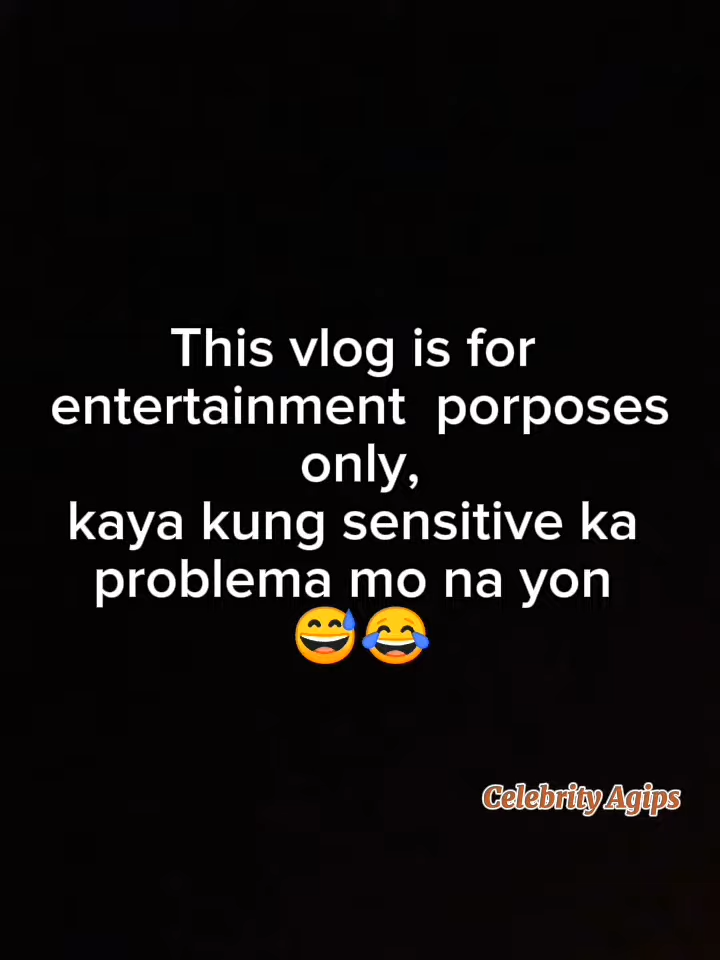 This vlog is for
entertainment  porposes
only,
kaya kung sensitive ka
problema mo na yon
😅😂
Celebrity Agips